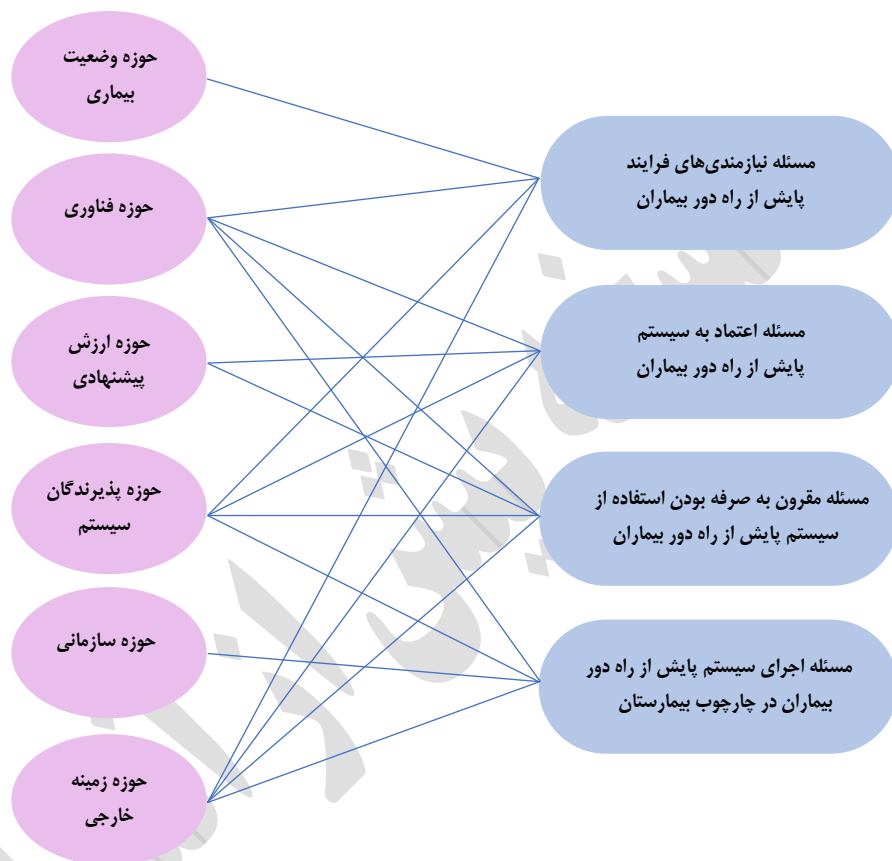 حوزه وضعیت
بیماری
حوزه فناوری
حوزه ارزش
پیشنهادی
حوزه پذیرندگان
سیستم
حوزه سازمانی
حوزه زمینه
خارجی
مسئله نیازمندی‌های فرایند
پایش از راه دور بیماران
مسئله اعتماد به سیستم
پایش از راه دور بیماران
مسئله مقرون به صرفه بودن استفاده از
سیستم پایش از راه دور بیماران
مسئله اجرای سیستم پایش از راه دور
بیماران در چارچوب بیمارستان